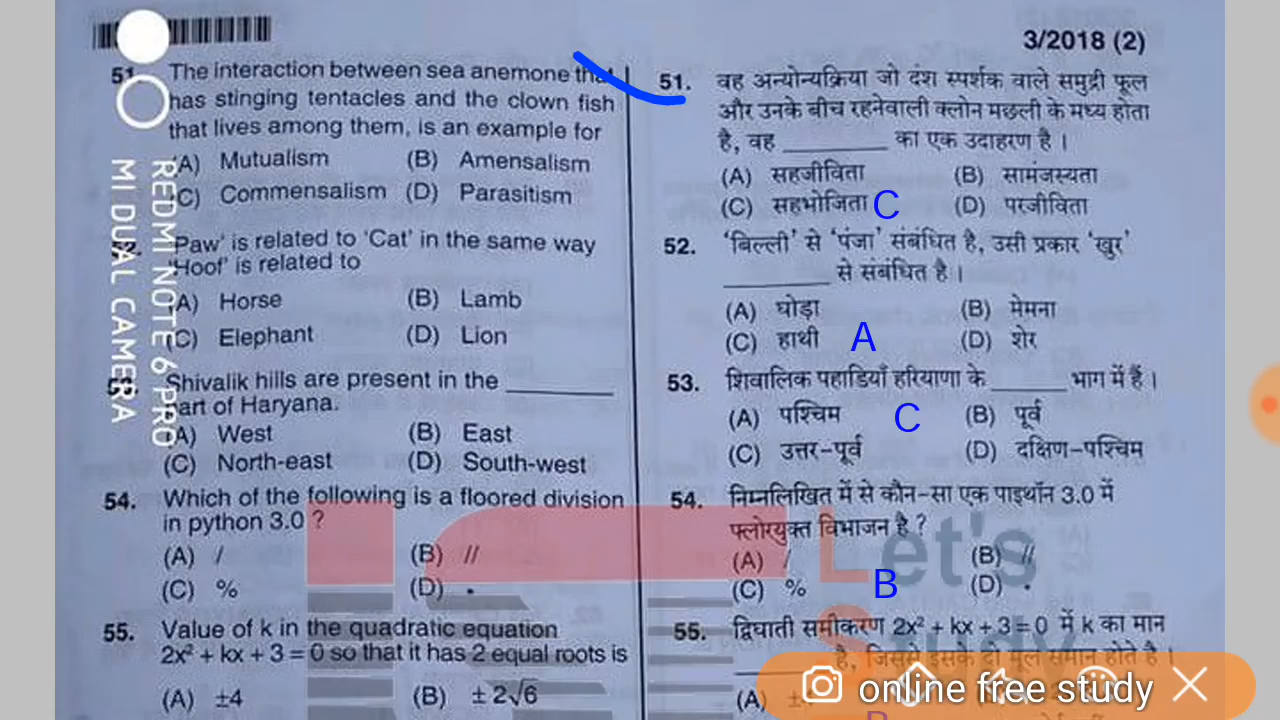 3/2018 (2)
51. The interaction between sea anemone that
has stinging tentacles and the clown fish
that lives among them, is an example for
(A) Mutualism (B) Amensalism
(C) Commensalism (D) Parasitism
52. 'Paw' is related to 'Cat' in the same way
'Hoof' is related to
(A) Horse (B) Lamb
(C) Elephant (D) Lion
53. Shivalik hills are present in the ________
part of Haryana.
(A) West (B) East
(C) North-east (D) South-west
54. Which of the following is a floored division
in python 3.0 ?
(A) / (B) //
(C) % (D) •
55. Value of k in the quadratic equation
2x² + kx + 3 = 0 so that it has 2 equal roots is
(A) ±4 (B) ± 2√6
51. वह अन्योन्यक्रिया जो दंश स्पर्शक वाले समुद्री फूल
और उनके बीच रहनेवाली क्लोन मछली के मध्य होता
है, वह ________ का एक उदाहरण है ।
(A) सहजीविता (B) सामंजस्यता
(C) सहभोजिता C (D) परजीविता
52. 'बिल्ली' से 'पंजा' संबंधित है, उसी प्रकार 'खुर'
________ से संबंधित है ।
(A) घोड़ा (B) मेमना
(C) हाथी A (D) शेर
53. शिवालिक पहाडियाँ हरियाणा के ______ भाग में हैं ।
(A) पश्चिम C (B) पूर्व
(C) उत्तर-पूर्व (D) दक्षिण-पश्चिम
54. निम्नलिखित में से कौन-सा एक पाइथॉन 3.0 में
फ्लोरयुक्त विभाजन है ?
(A) / (B) //
(C) % B (D) •
55. द्विघाती समीकरण 2x² + kx + 3 = 0 में k का मान
________ है, जिससे इसके दो मूल समान होते है ।
(A)
REDMI NOTE 6 PRO
MI DUAL CAMERA
Let's
Study
online free study